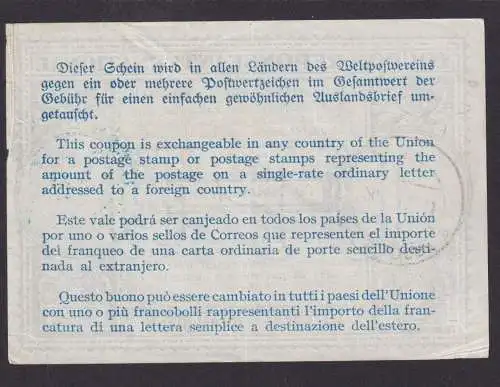 Dieser Schein wird in allen Ländern des Weltpostvereins
gegen ein oder mehrere Postwertzeichen im Gesamtwert der
Gebühr für einen einfachen gewöhnlichen Auslandsbrief um-
getauscht.
This coupon is exchangeable in any country of the Union
for a postage stamp or postage stamps representing the
amount of the postage on a single-rate ordinary letter
addressed to a foreign country.
Este vale podrá ser canjeado en todos los países de la Unión
por uno o varios sellos de Correos que representen el importe
del franqueo de una carta ordinaria de porte sencillo desti-
nada al extranjero.
Questo buono può essere cambiato in tutti i paesi dell'Unione
con uno o più francobolli rappresentanti l'importo della fran-
catura di una lettera semplice a destinazione dell'estero.